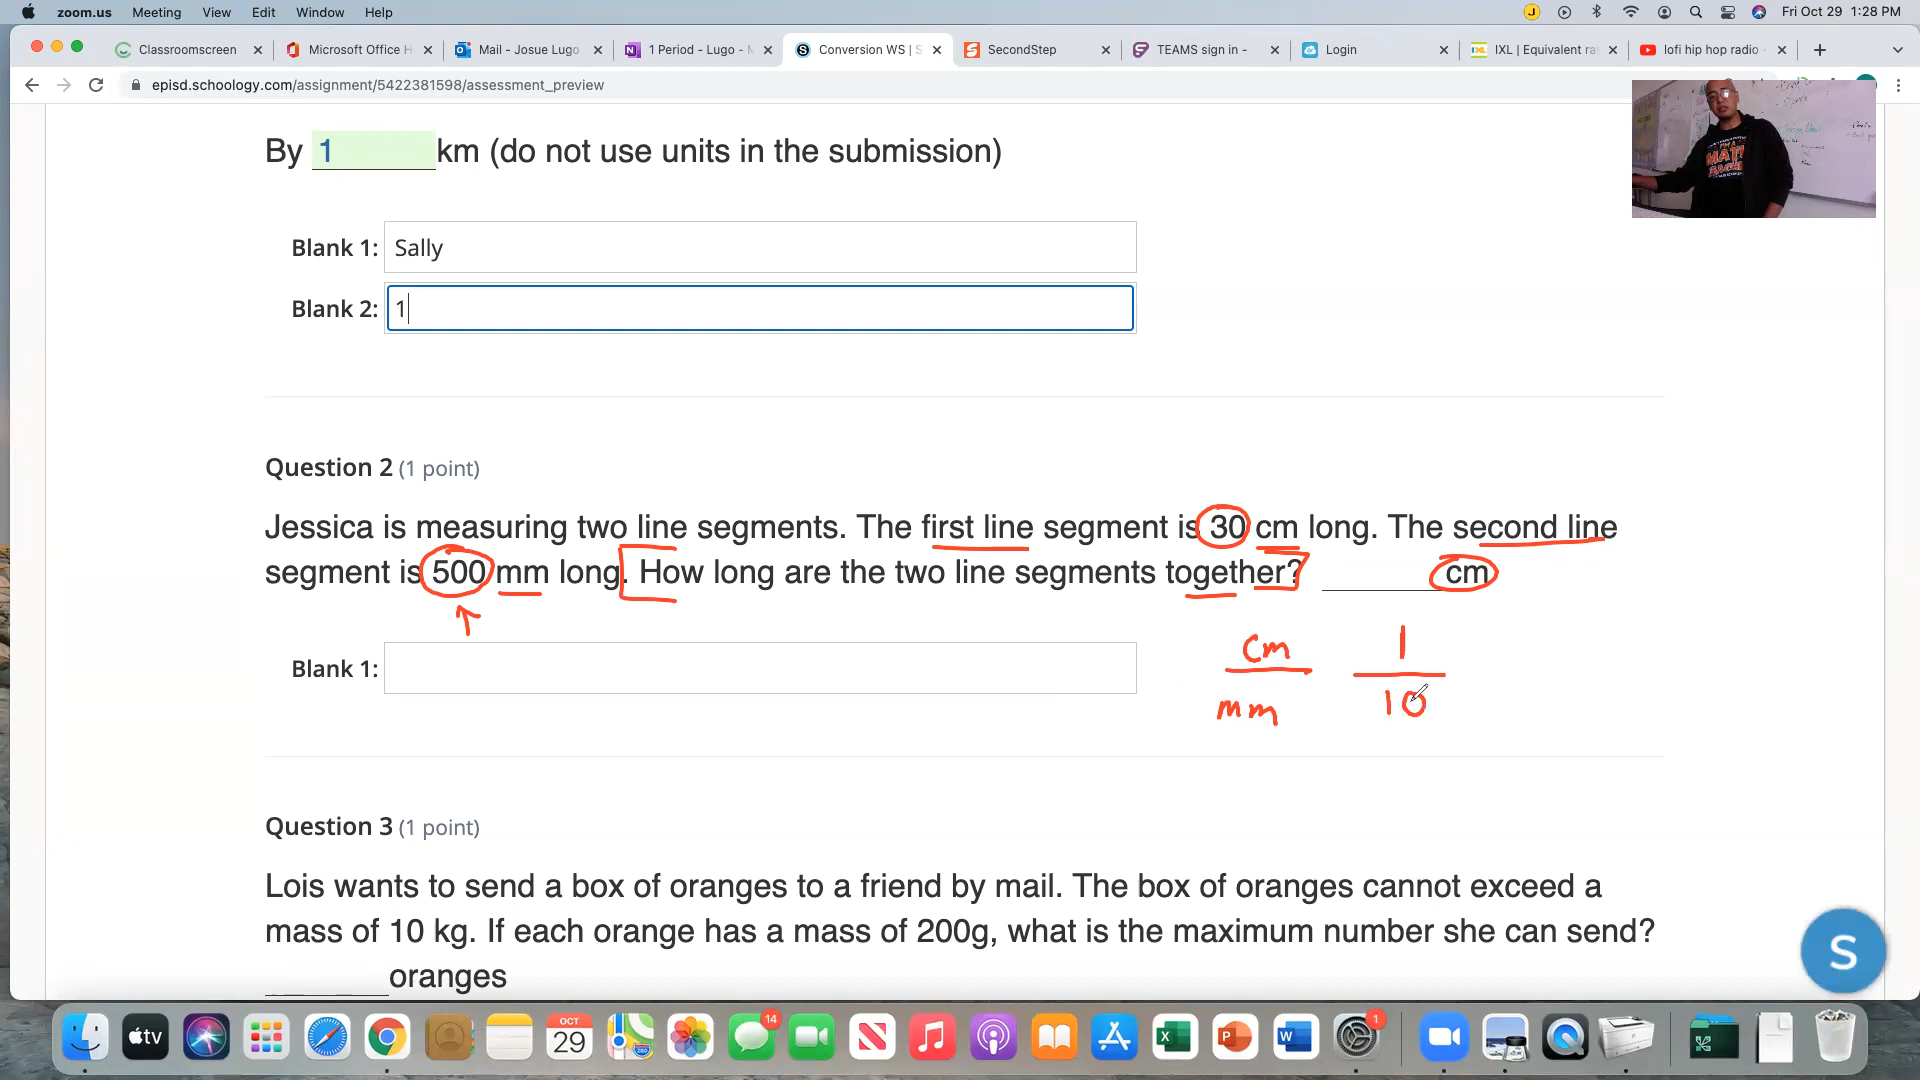 zoom.us Meeting View Edit Window Help Fri Oct 29 1:28 PM
Classroomscreen Microsoft Office H Mail - Josue Lugo 1 Period - Lugo - M Conversion WS | S SecondStep TEAMS sign in - Login IXL | Equivalent ra lofi hip hop radio -
episd.schoology.com/assignment/5422381598/assessment_preview
By 1 km (do not use units in the submission)
Blank 1: Sally
Blank 2: 1
Question 2 (1 point)
Jessica is measuring two line segments. The first line segment is 30 cm long. The second line
segment is 500 mm long. How long are the two line segments together? ______ cm
Blank 1:
cm 1
mm 10
Question 3 (1 point)
Lois wants to send a box of oranges to a friend by mail. The box of oranges cannot exceed a
mass of 10 kg. If each orange has a mass of 200g, what is the maximum number she can send?
______ oranges
S
tv OCT 29 14 1